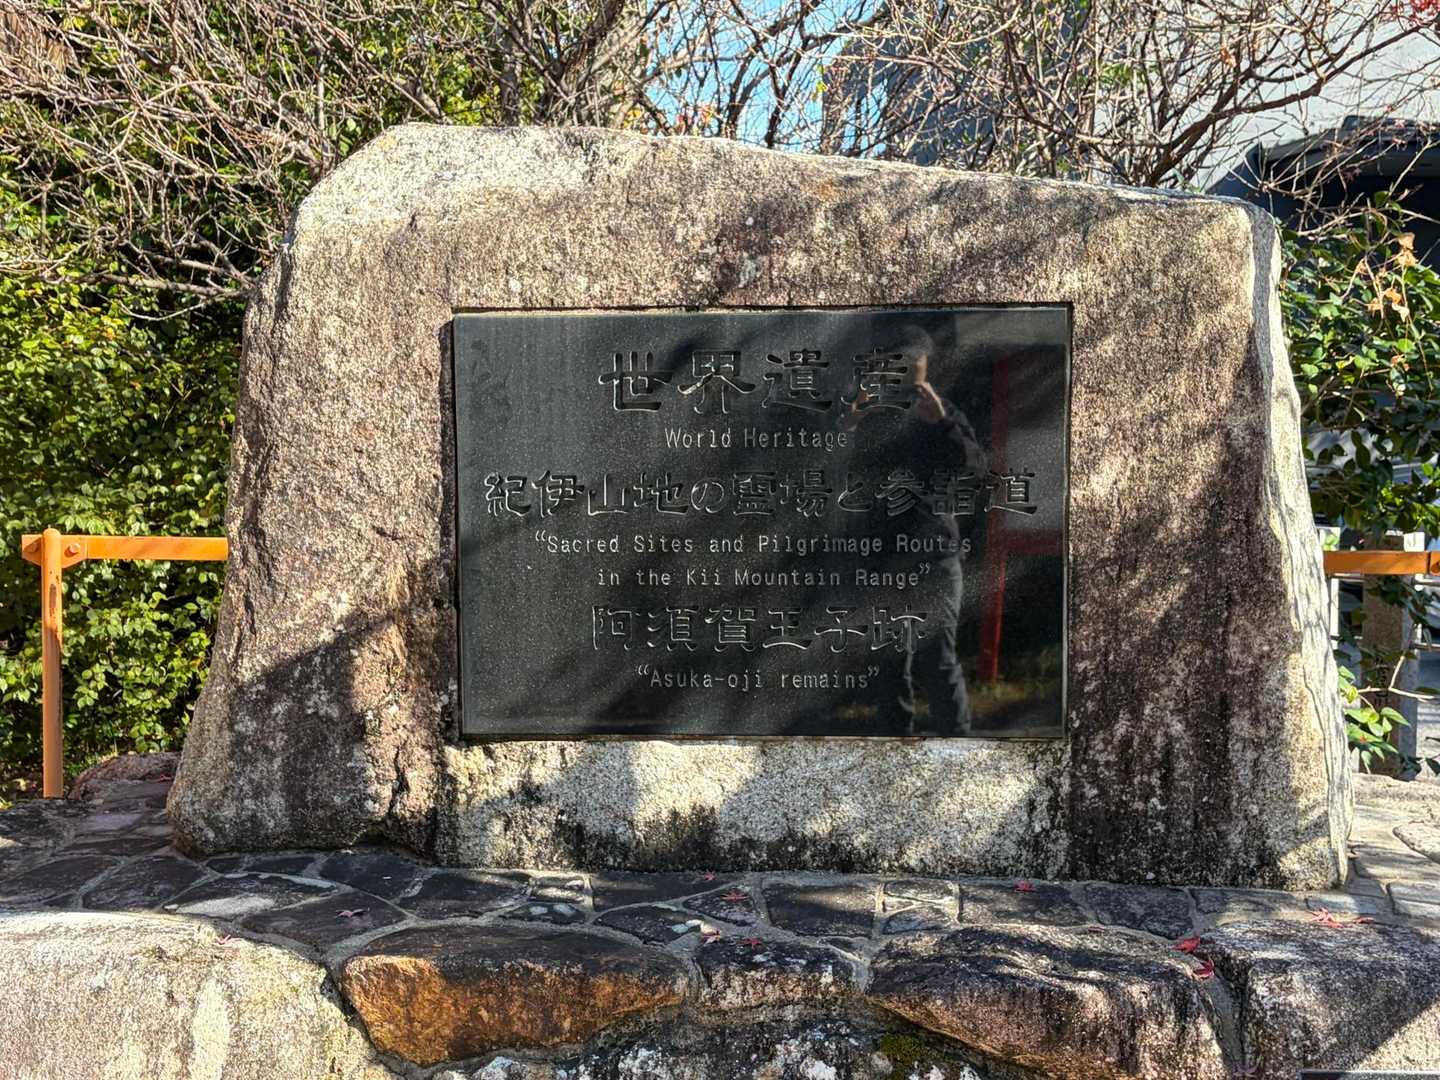 世界遺産
World Heritage
紀伊山地の霊場と参詣道
“Sacred Sites and Pilgrimage Routes
in the Kii Mountain Range”
阿須賀王子跡
“Asuka-oji remains”